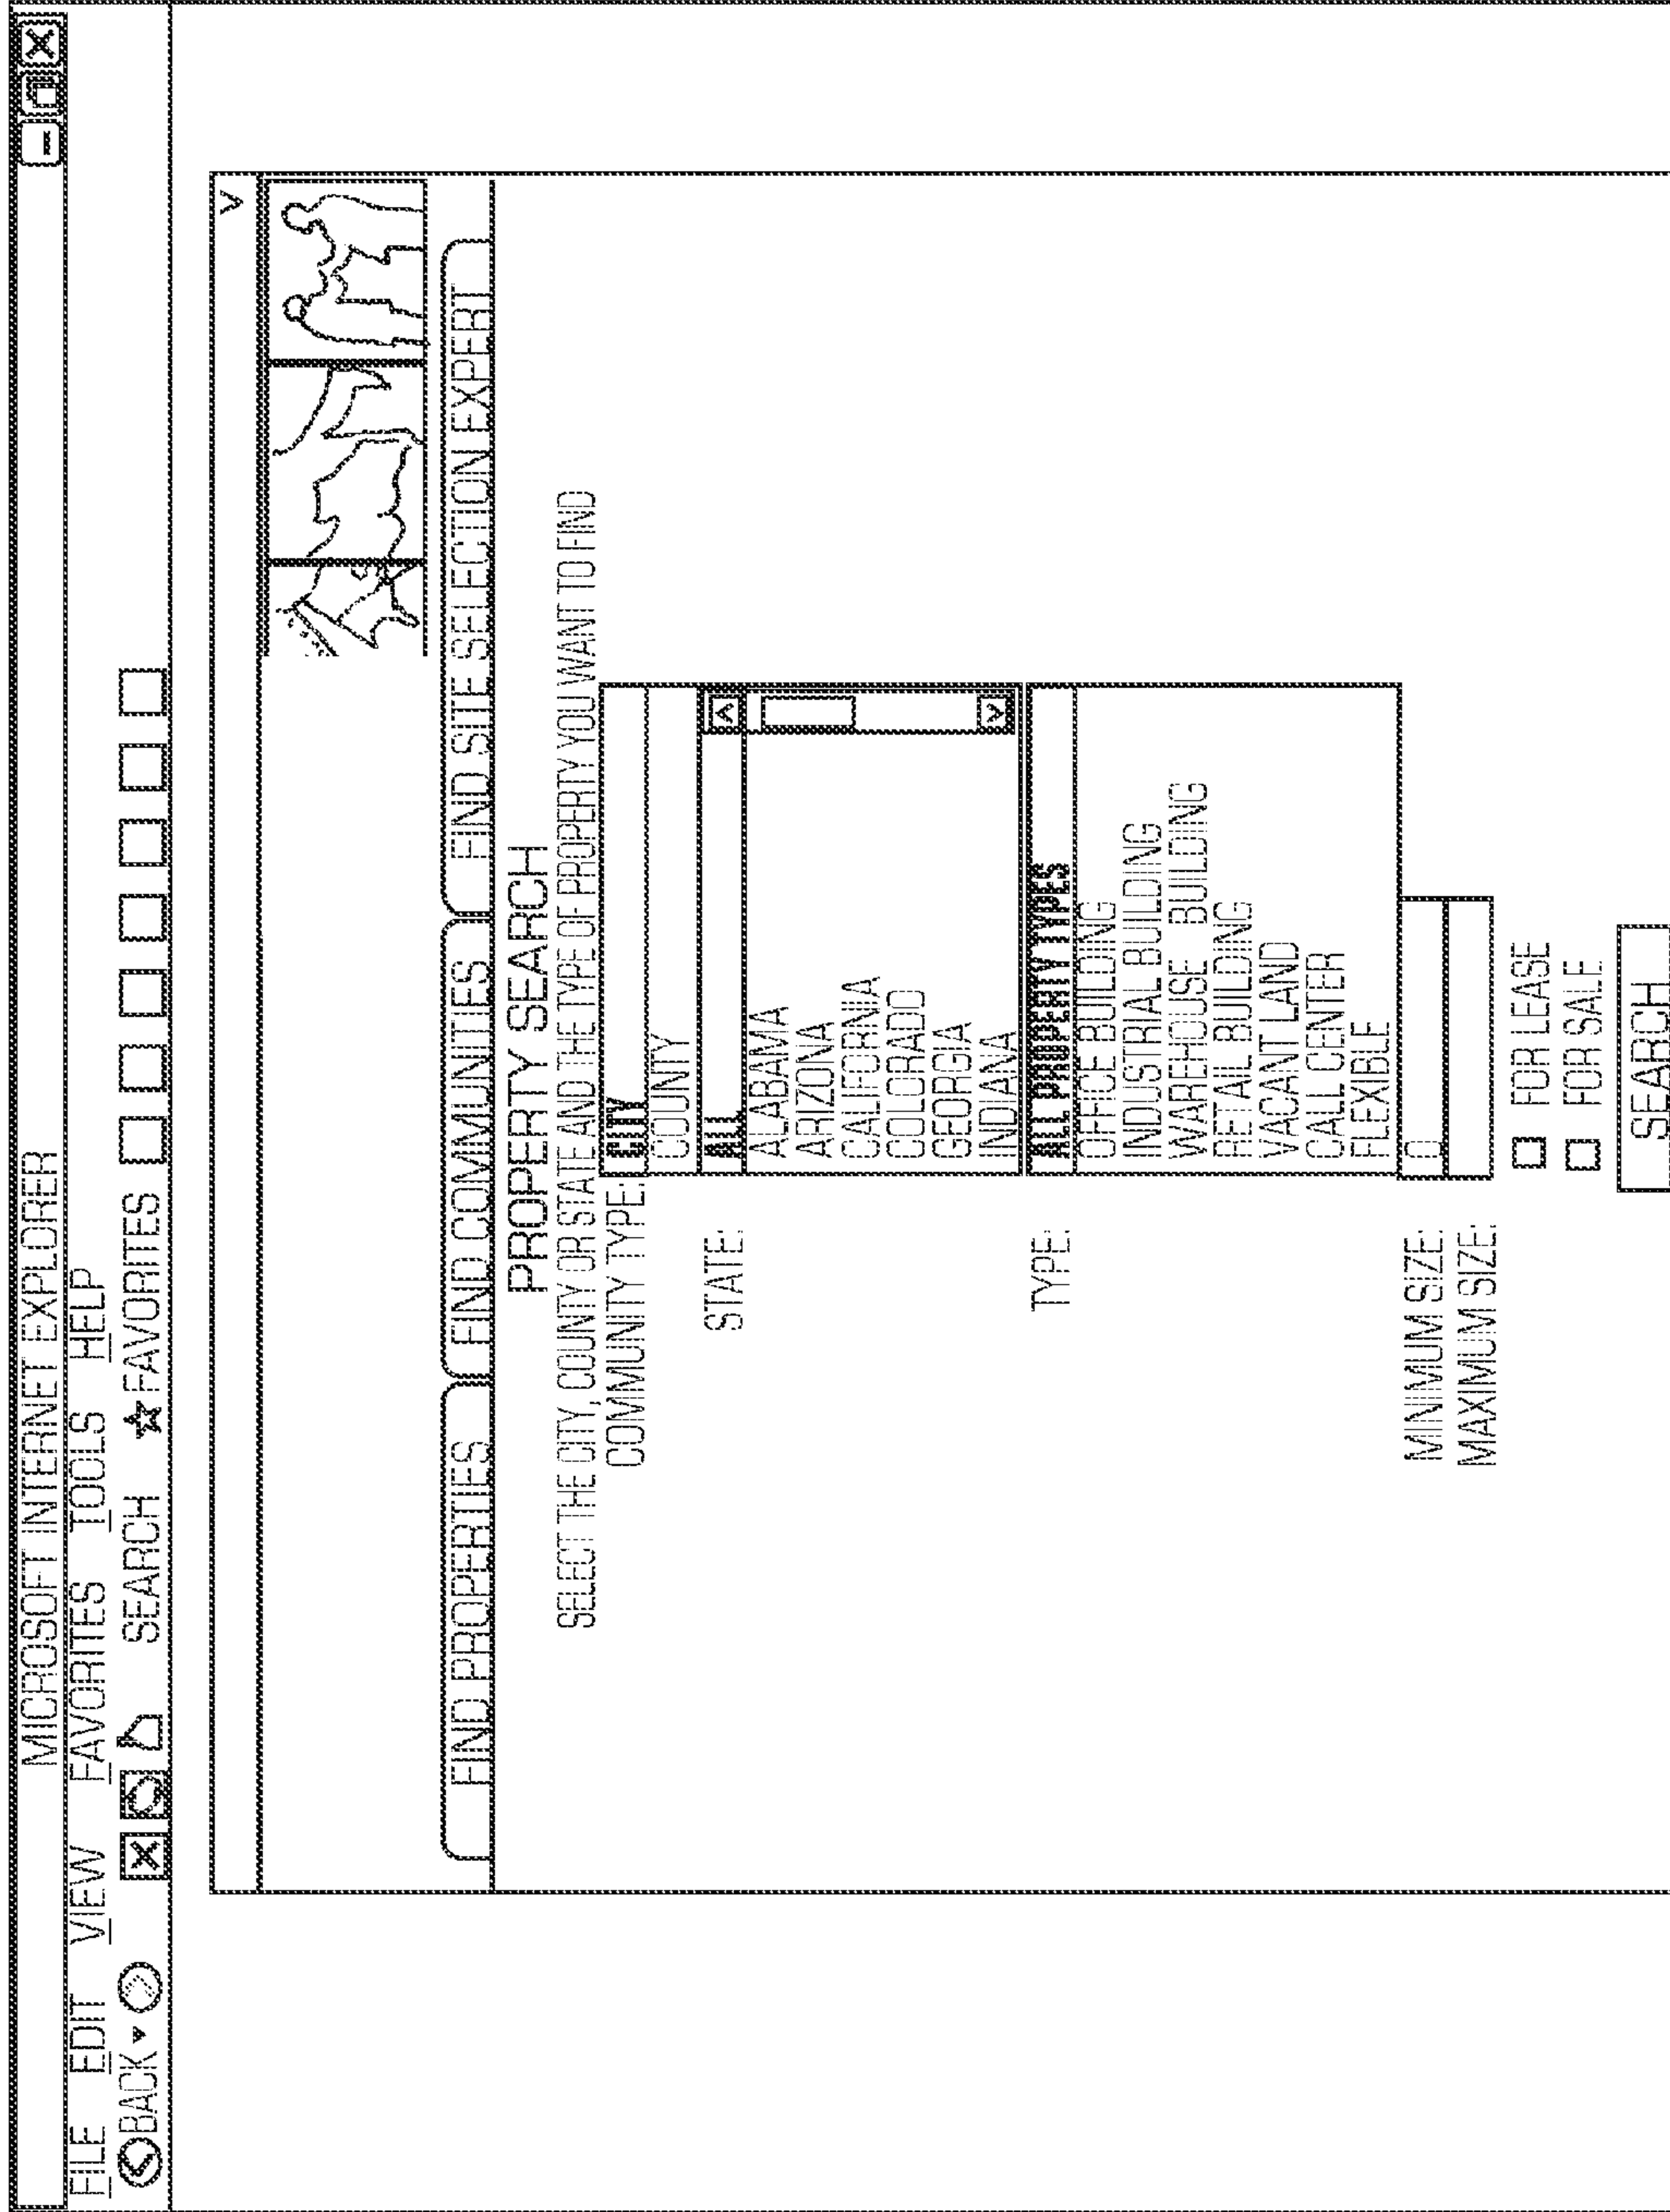 MICROSOFT INTERNET EXPLORER
FILE EDIT VIEW FAVORITES TOOLS HELP
BACK SEARCH FAVORITES
FIND PROPERTIES FIND COMMUNITIES FIND SITE SELECTION EXPERT
PROPERTY SEARCH
SELECT THE CITY, COUNTY OR STATE AND THE TYPE OF PROPERTY YOU WANT TO FIND
COMMUNITY TYPE: CITY
COUNTY
STATE: ALL
ALABAMA
ARIZONA
CALIFORNIA
COLORADO
GEORGIA
INDIANA
TYPE: ALL PROPERTY TYPES
OFFICE BUILDING
INDUSTRIAL BUILDING
WAREHOUSE BUILDING
RETAIL BUILDING
VACANT LAND
CALL CENTER
FLEXIBLE
MINIMUM SIZE: 0
MAXIMUM SIZE:
FOR LEASE
FOR SALE
SEARCH